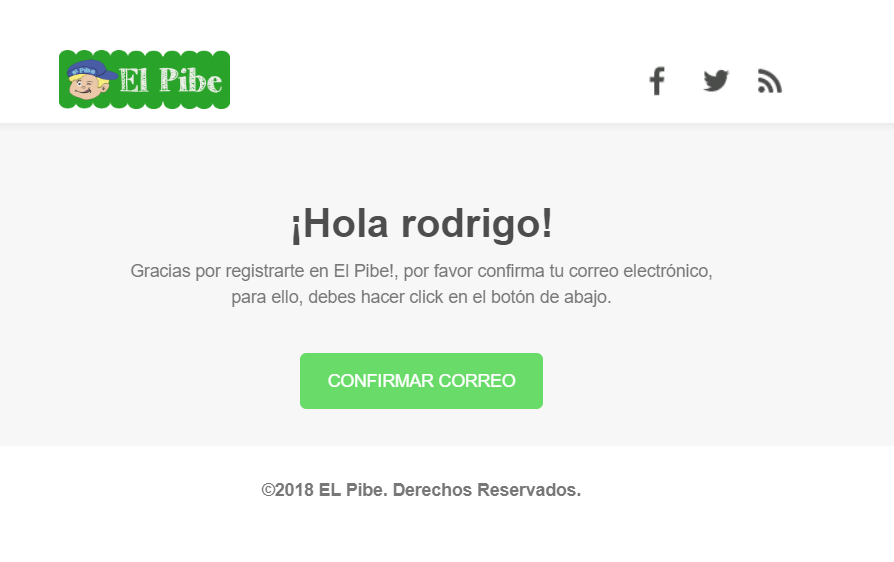 El Pibe
¡Hola rodrigo!
Gracias por registrarte en El Pibe!, por favor confirma tu correo electrónico,
para ello, debes hacer click en el botón de abajo.
CONFIRMAR CORREO
©2018 EL Pibe. Derechos Reservados.